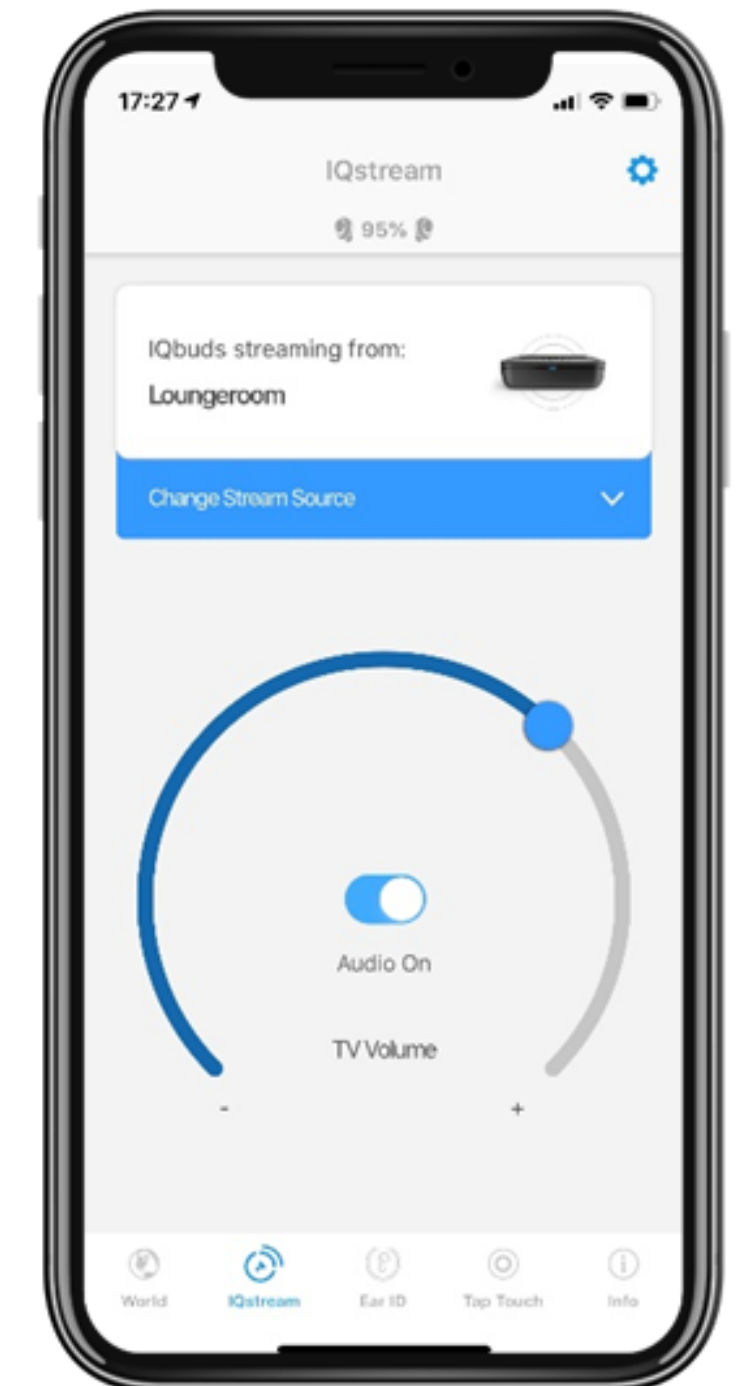 17:27
IQstream
95%
IQbuds streaming from:
Loungeroom
Change Stream Source
Audio On
TV Volume
- +
World IQstream Ear ID Tap Touch Info